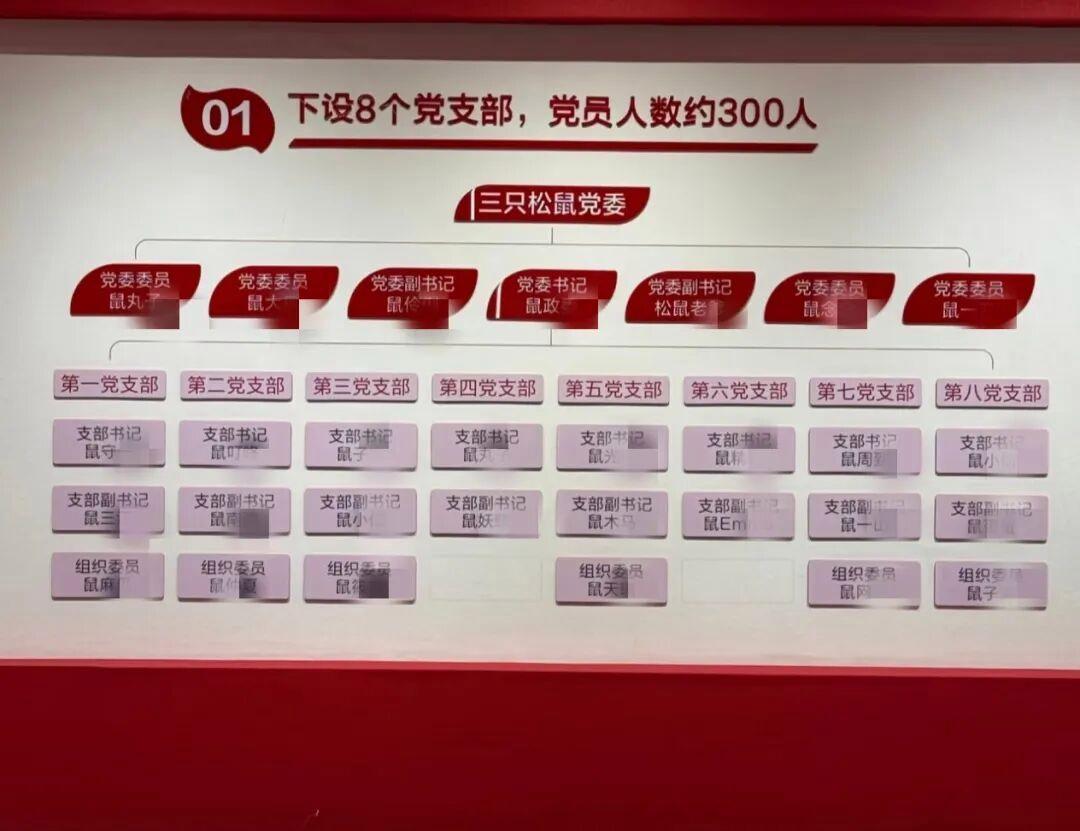 01
下设8个党支部，党员人数约300人
三只松鼠党委
党委委员
鼠丸子
党委委员
鼠大
党委副书记
鼠伶
党委书记
鼠政
党委副书记
松鼠老
党委委员
鼠念
党委委员
鼠一
第一党支部
第二党支部
第三党支部
第四党支部
第五党支部
第六党支部
第七党支部
第八党支部
支部书记
鼠守
支部书记
鼠叮
支部书记
鼠子
支部书记
鼠丸
支部书记
鼠光
支部书记
鼠
支部书记
鼠周
支部书记
鼠小
支部副书记
鼠三
支部副书记
鼠南
支部副书记
鼠小
支部副书记
鼠妖
支部副书记
鼠木马
支部副书记
鼠Em
支部副书记
鼠一
支部副书记
鼠
组织委员
鼠麻
组织委员
鼠仲夏
组织委员
鼠
组织委员
鼠天
组织委员
鼠网
组织委员
鼠子